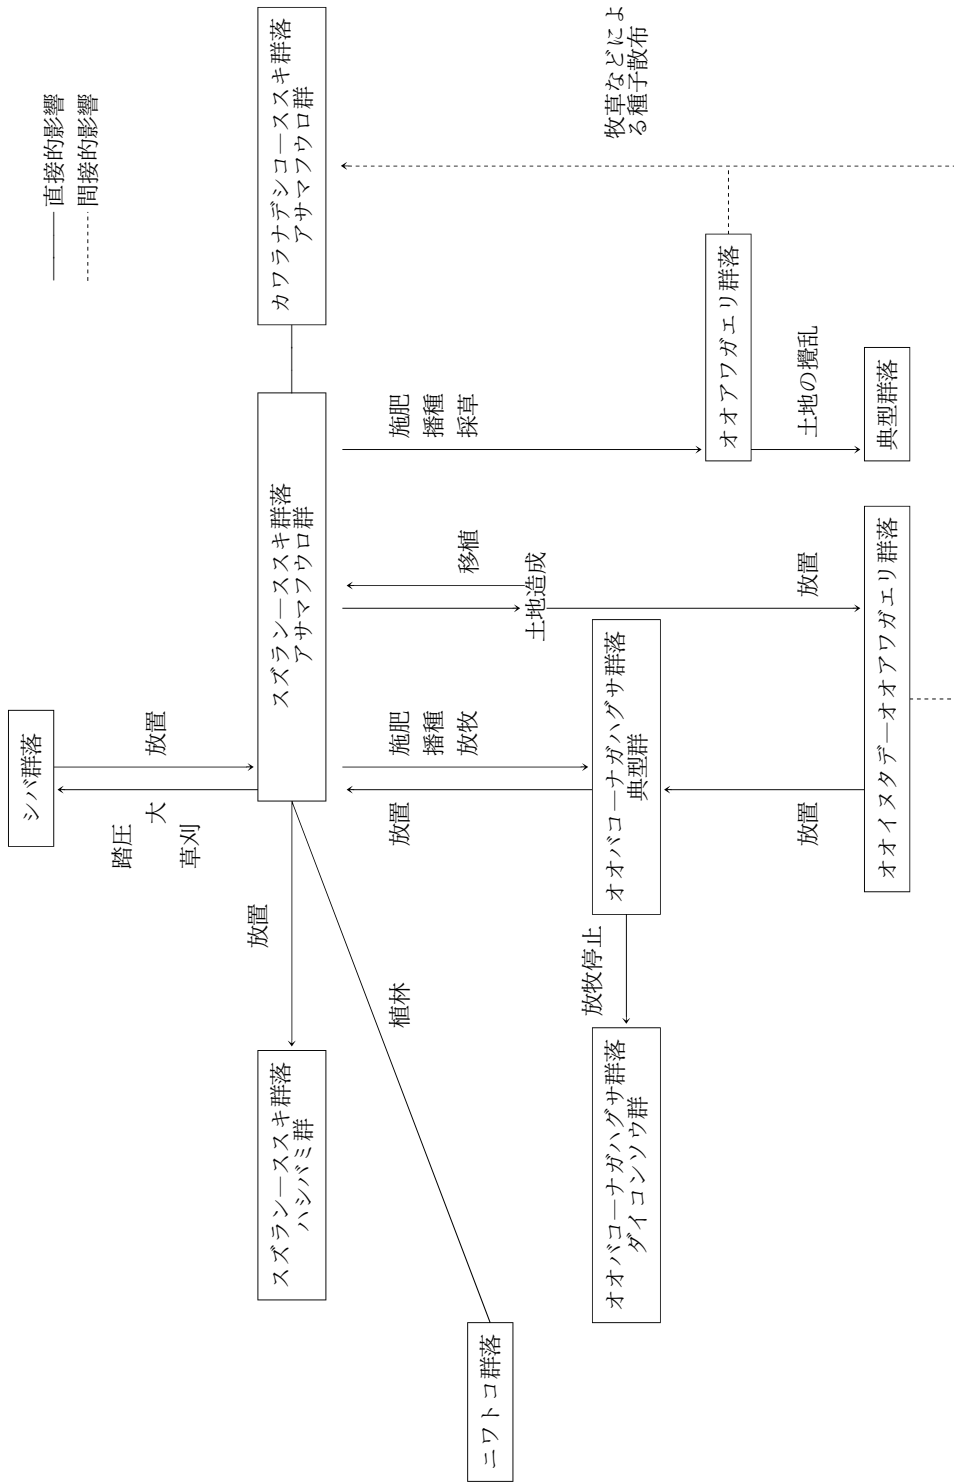 シバ群落
踏圧
大
草刈
放置
―― 直接的影響
------ 間接的影響
放置
スズラン－ススキ群落
ハシバミ群
スズラン－ススキ群落
アサマフウロ群
カワラナデシコ－ススキ群落
アサマフウロ群
植林
ニワトコ群落
放置
施肥
播種
放牧
移植
土地造成
施肥
播種
採草
放牧停止
オオバコ－ナガハグサ群落
ダイコンソウ群
オオバコ－ナガハグサ群落
典型群
牧草などによ
る種子散布
オオアワガエリ群落
放置
放置
土地の攪乱
オオイヌタデ－オオアワガエリ群落
典型群落